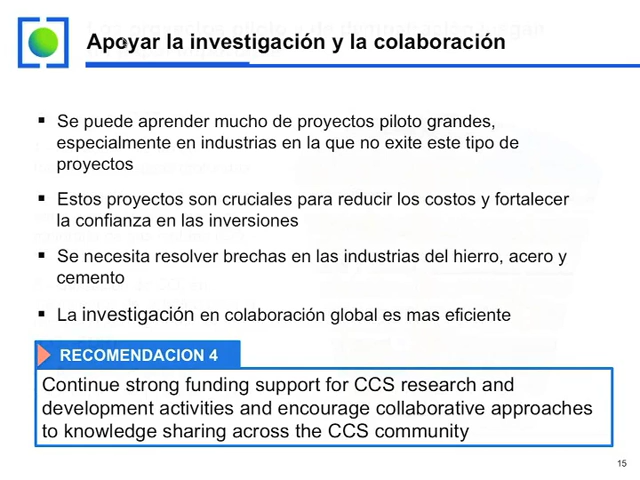 Apoyar la investigación y la colaboración
▪ Se puede aprender mucho de proyectos piloto grandes,
especialmente en industrias en la que no exite este tipo de
proyectos
▪ Estos proyectos son cruciales para reducir los costos y fortalecer
la confianza en las inversiones
▪ Se necesita resolver brechas en las industrias del hierro, acero y
cemento
▪ La investigación en colaboración global es mas eficiente
RECOMENDACION 4
Continue strong funding support for CCS research and
development activities and encourage collaborative approaches
to knowledge sharing across the CCS community
15